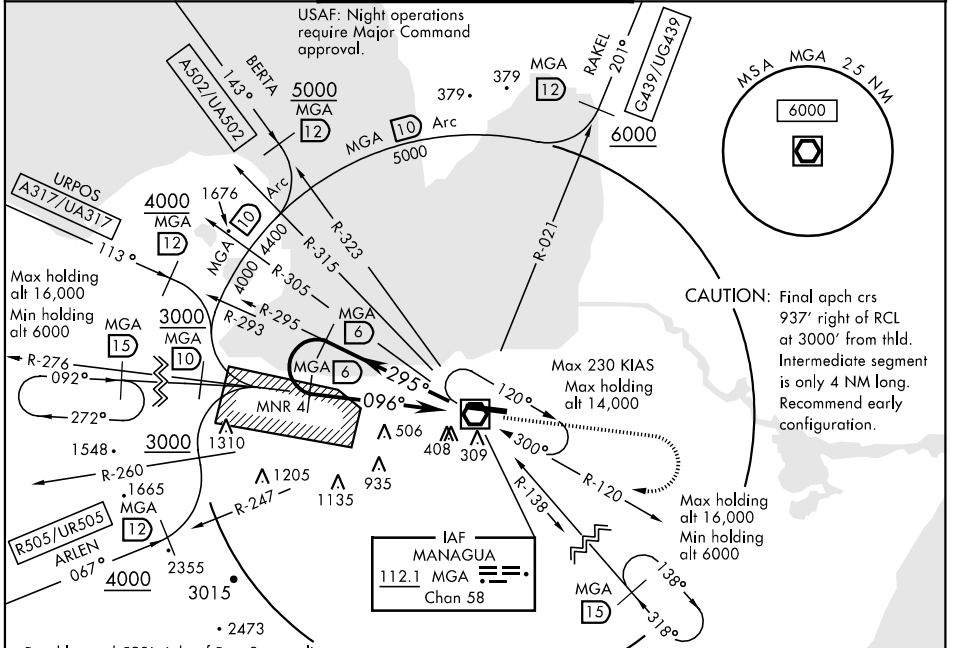 USAF: Night operations
require Major Command
approval.
BERTA
143°
A502/UA502
5000
MGA
12
379
379
MGA
12
RAKEL
201°
G439/UG439
6000
MGA 10 Arc
5000
MSA MGA 25 NM
6000
URPOS
A317/UA317
113°
4000
MGA
12
1676
MGA 10 Arc
4000
4400
R-323
R-315
R-305
R-295
R-293
R-021
Max holding
alt 16,000
Min holding
alt 6000
MGA
15
3000
MGA
10
R-276
092°
272°
MGA
6
MGA 6
295°
096°
MNR 4
CAUTION: Final apch crs
937' right of RCL
at 3000' from thld.
Intermediate segment
is only 4 NM long.
Recommend early
configuration.
Max 230 KIAS
Max holding
alt 14,000
120°
300°
R-120
1548
3000
1310
506
408
309
R-260
1665
MGA
12
1205
1135
935
R-247
R-138
Max holding
alt 16,000
Min holding
alt 6000
R505/UR505
ARLEN
067°
4000
2355
3015
2473
IAF
MANAGUA
112.1 MGA
Chan 58
MGA
15
138°
318°